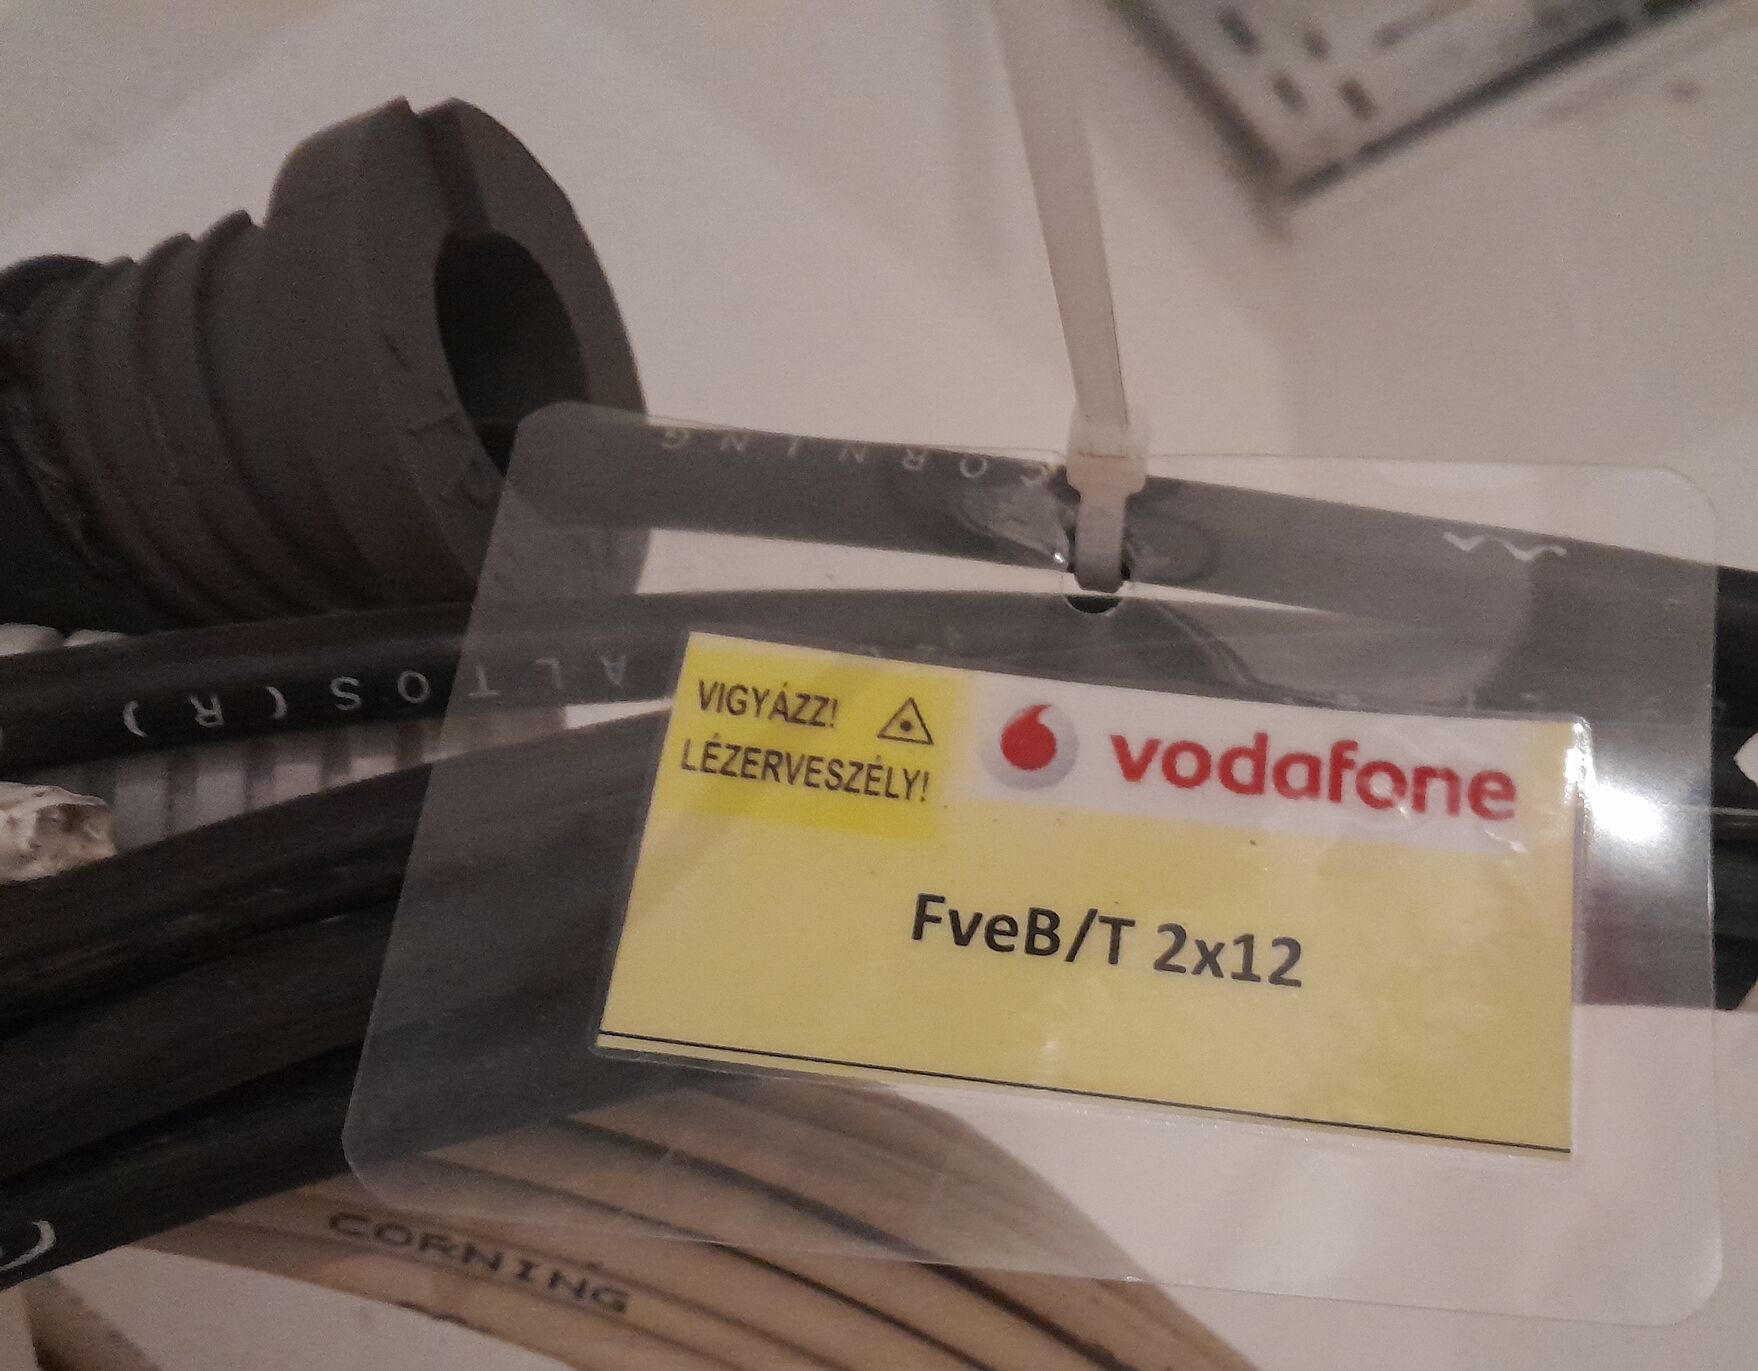 CORNING
ALTOS(R)
VIGYÁZZ!
LÉZERVESZÉLY!
vodafone
FveB/T 2x12
CORNING